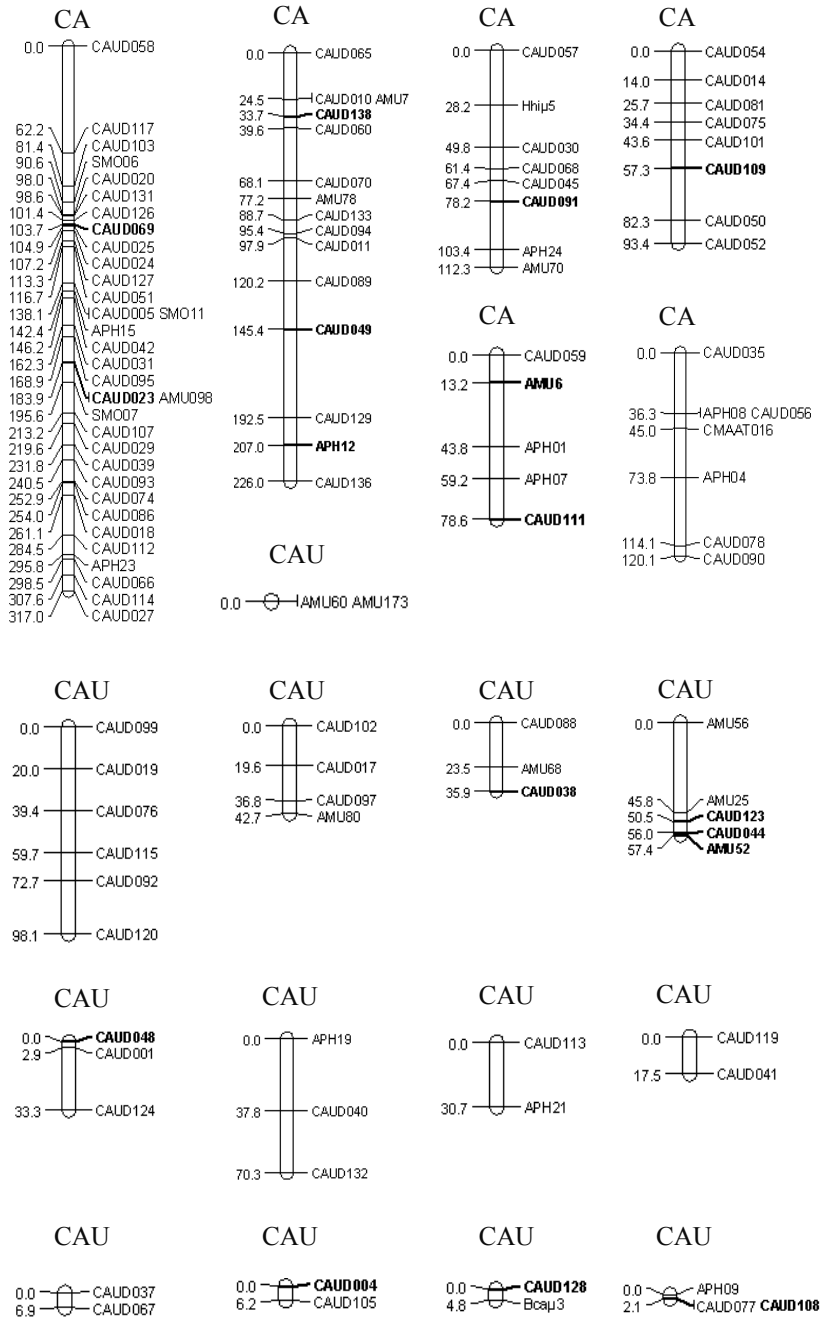 CA
0.0 CAUD058
62.2 CAUD117
81.4 CAUD103
90.6 SMO06
98.0 CAUD020
98.6 CAUD131
101.4 CAUD126
103.7 CAUD069
104.9 CAUD025
107.2 CAUD024
113.3 CAUD127
116.7 CAUD051
138.1 CAUD005 SMO11
142.4 APH15
146.2 CAUD042
162.3 CAUD031
168.9 CAUD095
183.9 CAUD023 AMU098
195.6 SMO07
213.2 CAUD107
219.6 CAUD029
231.8 CAUD039
240.5 CAUD093
252.9 CAUD074
254.0 CAUD086
261.1 CAUD018
284.5 CAUD112
295.8 APH23
298.5 CAUD066
307.6 CAUD114
317.0 CAUD027
CA
0.0 CAUD065
24.5 CAUD010 AMU7
33.7 CAUD138
39.6 CAUD060
68.1 CAUD070
77.2 AMU78
88.7 CAUD133
95.4 CAUD094
97.9 CAUD011
120.2 CAUD089
145.4 CAUD049
192.5 CAUD129
207.0 APH12
226.0 CAUD136
CAU
0.0 AMU60 AMU173
CA
0.0 CAUD057
28.2 Hhiµ5
49.8 CAUD030
61.4 CAUD068
67.4 CAUD045
78.2 CAUD091
103.4 APH24
112.3 AMU70
CA
0.0 CAUD059
13.2 AMU6
43.8 APH01
59.2 APH07
78.6 CAUD111
CA
0.0 CAUD054
14.0 CAUD014
25.7 CAUD081
34.4 CAUD075
43.6 CAUD101
57.3 CAUD109
82.3 CAUD050
93.4 CAUD052
CA
0.0 CAUD035
36.3 APH08 CAUD056
45.0 CMAAT016
73.8 APH04
114.1 CAUD078
120.1 CAUD090
CAU
0.0 CAUD099
20.0 CAUD019
39.4 CAUD076
59.7 CAUD115
72.7 CAUD092
98.1 CAUD120
CAU
0.0 CAUD102
19.6 CAUD017
36.8 CAUD097
42.7 AMU80
CAU
0.0 CAUD088
23.5 AMU68
35.9 CAUD038
CAU
0.0 AMU56
45.8 AMU25
50.5 CAUD123
56.0 CAUD044
57.4 AMU52
CAU
0.0 CAUD048
2.9 CAUD001
33.3 CAUD124
CAU
0.0 APH19
37.8 CAUD040
70.3 CAUD132
CAU
0.0 CAUD113
30.7 APH21
CAU
0.0 CAUD119
17.5 CAUD041
CAU
0.0 CAUD037
6.9 CAUD067
CAU
0.0 CAUD004
6.2 CAUD105
CAU
0.0 CAUD128
4.8 Bcaµ3
CAU
0.0 APH09
2.1 CAUD077 CAUD108